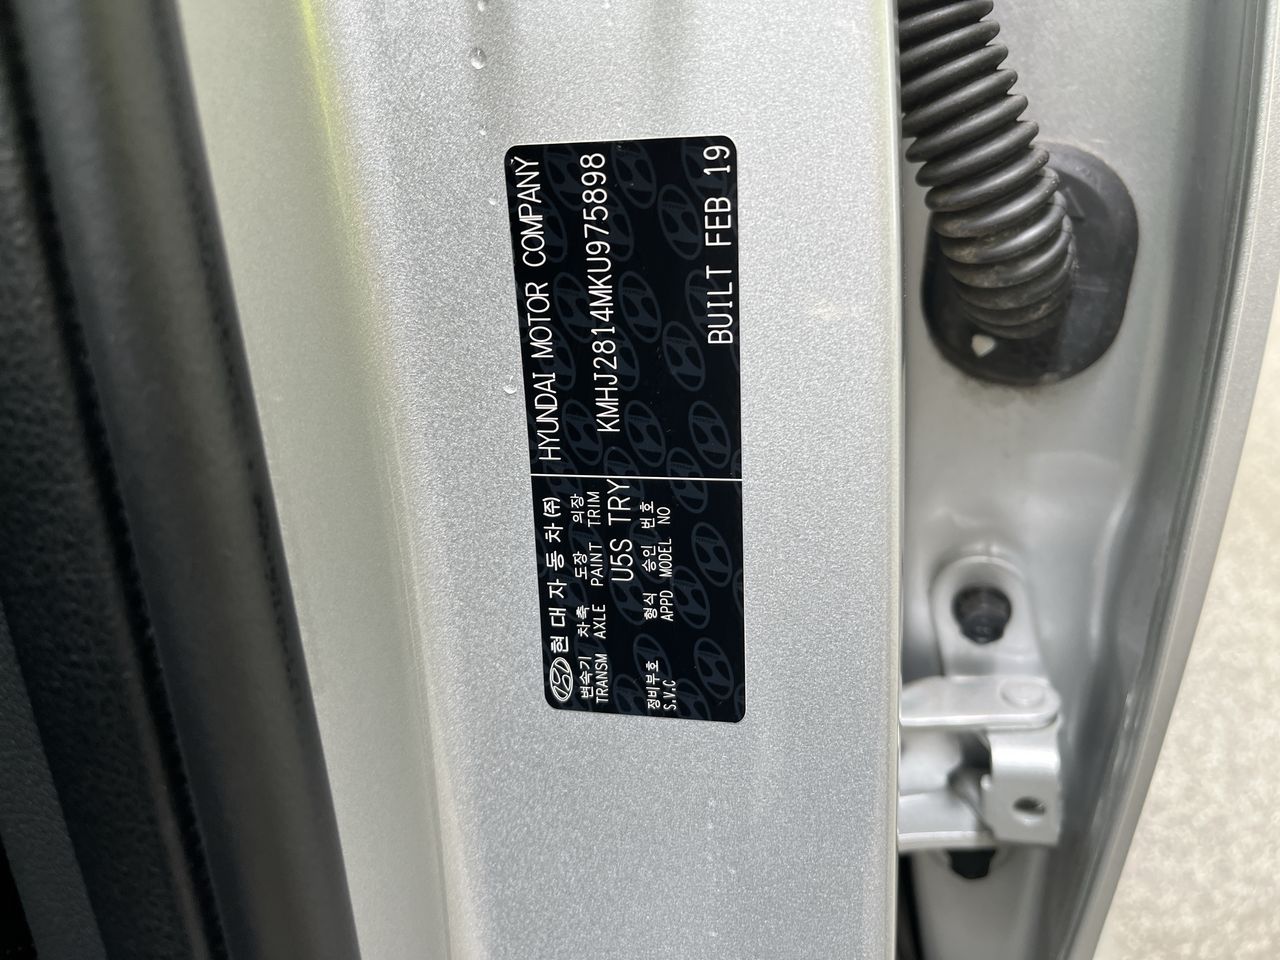 현대자동차(주) HYUNDAI MOTOR COMPANY
변속기 차축 도장 의장
TRANSM AXLE PAINT TRIM
KMHJ2814MKU975898
U5S TRY
정비부호 형식 승인 번호
S.V.C APPD MODEL NO
BUILT FEB 19